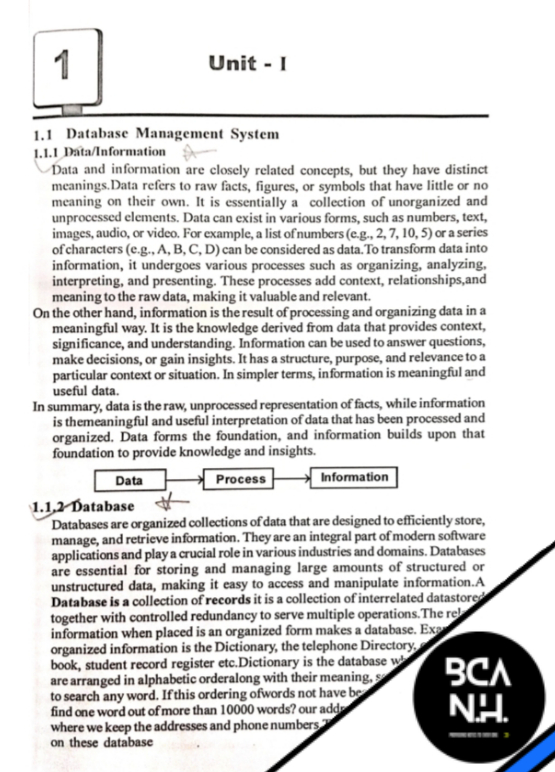 1
Unit - I
1.1 Database Management System
1.1.1 Data/Information
Data and information are closely related concepts, but they have distinct
meanings.Data refers to raw facts, figures, or symbols that have little or no
meaning on their own. It is essentially a collection of unorganized and
unprocessed elements. Data can exist in various forms, such as numbers, text,
images, audio, or video. For example, a list of numbers (e.g., 2, 7, 10, 5) or a series
of characters (e.g., A, B, C, D) can be considered as data.To transform data into
information, it undergoes various processes such as organizing, analyzing,
interpreting, and presenting. These processes add context, relationships,and
meaning to the raw data, making it valuable and relevant.
On the other hand, information is the result of processing and organizing data in a
meaningful way. It is the knowledge derived from data that provides context,
significance, and understanding. Information can be used to answer questions,
make decisions, or gain insights. It has a structure, purpose, and relevance to a
particular context or situation. In simpler terms, information is meaningful and
useful data.
In summary, data is the raw, unprocessed representation of facts, while information
is themeaningful and useful interpretation of data that has been processed and
organized. Data forms the foundation, and information builds upon that
foundation to provide knowledge and insights.
Data Process Information
1.1.2 Database
Databases are organized collections of data that are designed to efficiently store,
manage, and retrieve information. They are an integral part of modern software
applications and play a crucial role in various industries and domains. Databases
are essential for storing and managing large amounts of structured or
unstructured data, making it easy to access and manipulate information.A
Database is a collection of records it is a collection of interrelated datastored
together with controlled redundancy to serve multiple operations.The
information when placed is an organized form makes a database.
organized information is the Dictionary, the telephone Directory,
book, student record register etc.Dictionary is the database
are arranged in alphabetic orderalong with their meaning,
to search any word. If this ordering ofwords not have
find one word out of more than 10000 words? our
where we keep the addresses and phone numbers.
on these database
BCA
N.H.